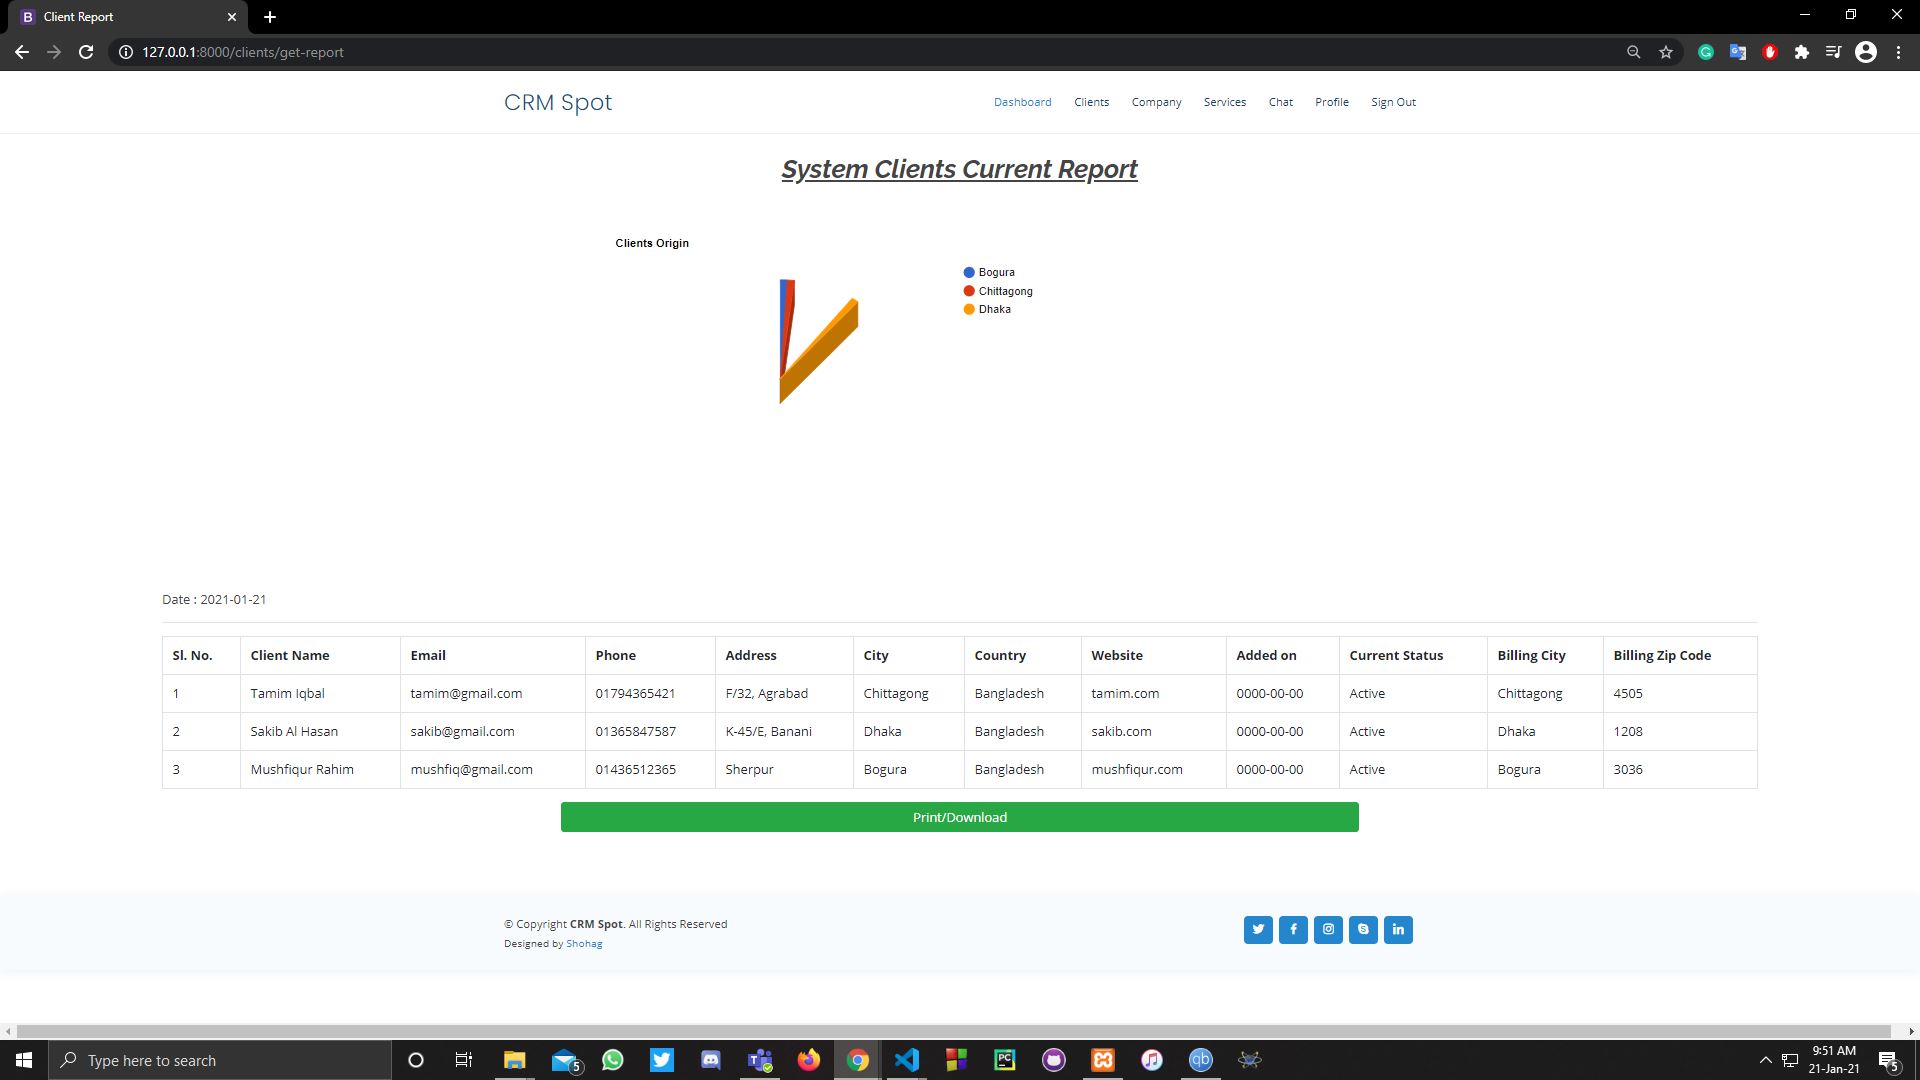 Client Report
127.0.0.1:8000/clients/get-report
CRM Spot
Dashboard Clients Company Services Chat Profile Sign Out
System Clients Current Report
Clients Origin
Bogura
Chittagong
Dhaka
Date : 2021-01-21
Sl. No. Client Name Email Phone Address City Country Website Added on Current Status Billing City Billing Zip Code
1 Tamim Iqbal tamim@gmail.com 01794365421 F/32, Agrabad Chittagong Bangladesh tamim.com 0000-00-00 Active Chittagong 4505
2 Sakib Al Hasan sakib@gmail.com 01365847587 K-45/E, Banani Dhaka Bangladesh sakib.com 0000-00-00 Active Dhaka 1208
3 Mushfiqur Rahim mushfiq@gmail.com 01436512365 Sherpur Bogura Bangladesh mushfiqur.com 0000-00-00 Active Bogura 3036
Print/Download
© Copyright CRM Spot. All Rights Reserved
Designed by Shohag
Type here to search
5
9:51 AM
21-Jan-21
5